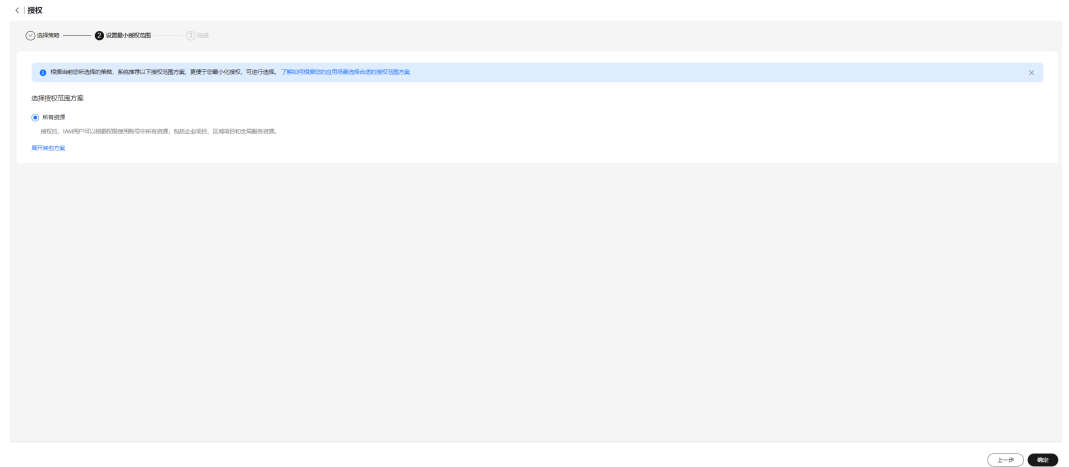 授权
选择策略 2 设置最小授权范围 3 完成
根据当前您所选择的策略，系统推荐以下授权范围方案，更便于您最小化授权，可进行选择。了解如何根据您的应用场景选择合适的授权范围方案
选择授权范围方案
所有资源
授权后，IAM用户可以根据权限使用账号中所有资源，包括企业项目、区域项目和全局服务资源。
展开其他方案
上一步 确定